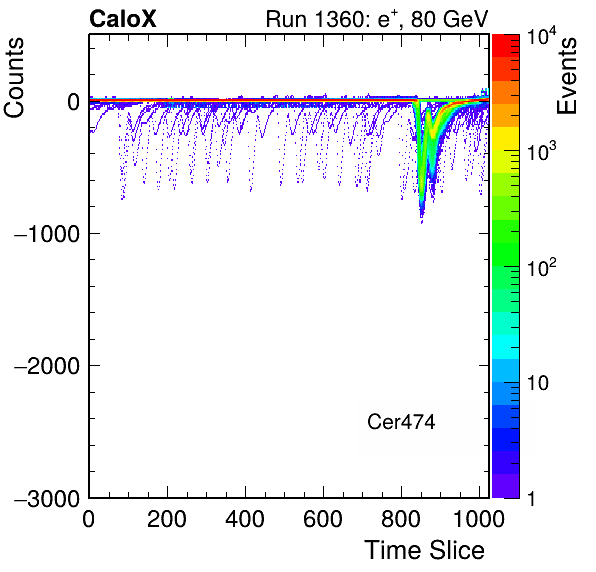 CaloX Run 1360: e⁺, 80 GeV
Counts
Events
0
−1000
−2000
−3000
10⁴
10³
10²
10
1
Cer474
0 200 400 600 800 1000
Time Slice